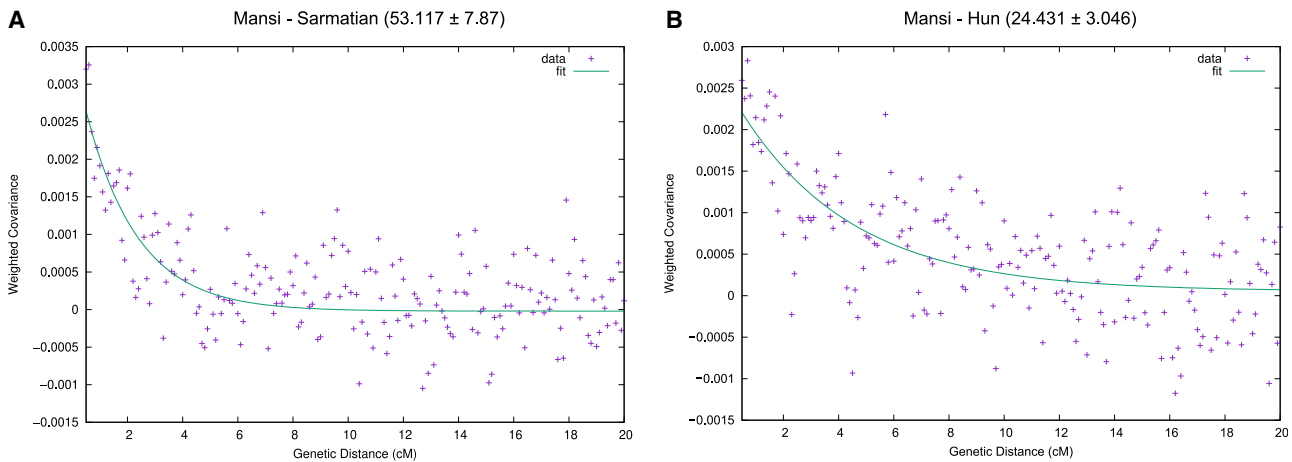 A
Mansi - Sarmatian (53.117 ± 7.87)
0.0035
0.003
0.0025
0.002
0.0015
0.001
0.0005
0
−0.0005
−0.001
−0.0015
Weighted Covariance
data
fit
2 4 6 8 10 12 14 16 18 20
Genetic Distance (cM)
B
Mansi - Hun (24.431 ± 3.046)
0.003
0.0025
0.002
0.0015
0.001
0.0005
0
−0.0005
−0.001
−0.0015
Weighted Covariance
data
fit
2 4 6 8 10 12 14 16 18 20
Genetic Distance (cM)